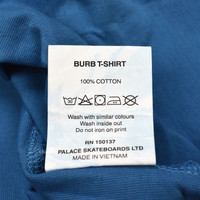 BURB T-SHIRT
100% COTTON
Wash with similar colours
Wash inside out
Do not iron on print
RN 150137
PALACE SKATEBOARDS LTD
MADE IN VIETNAM